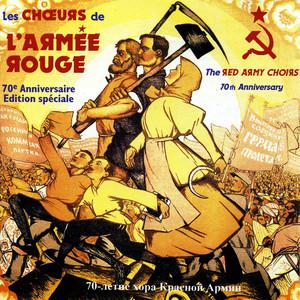 Les CHŒURS de
L'ARMÉE
ROUGE
70e Anniversaire
Edition spéciale
The RED ARMY CHOIRS
70th Anniversary
70-летие хора Красной Армии